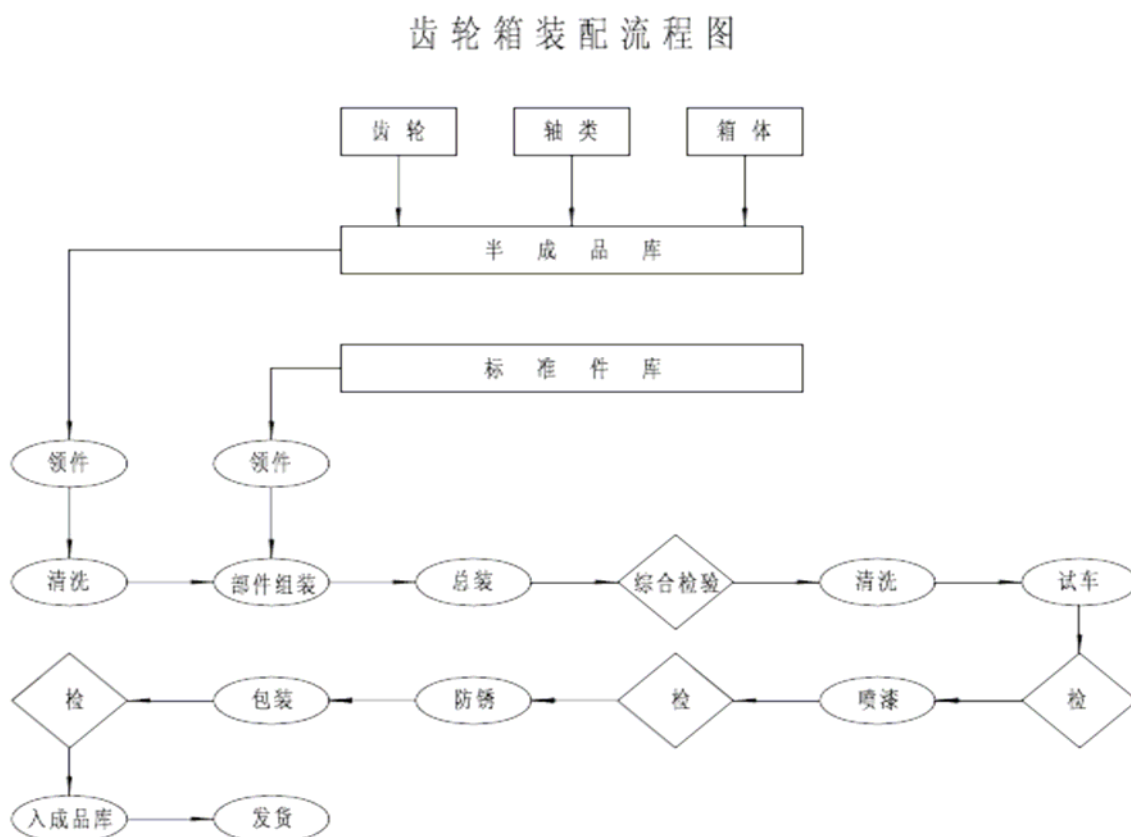 齿轮箱装配流程图
齿轮 轴类 箱体
半成品库
标准件库
领件 领件
清洗 部件组装 总装 综合检验 清洗 试车
检 包装 防锈 检 喷漆 检
入成品库 发货